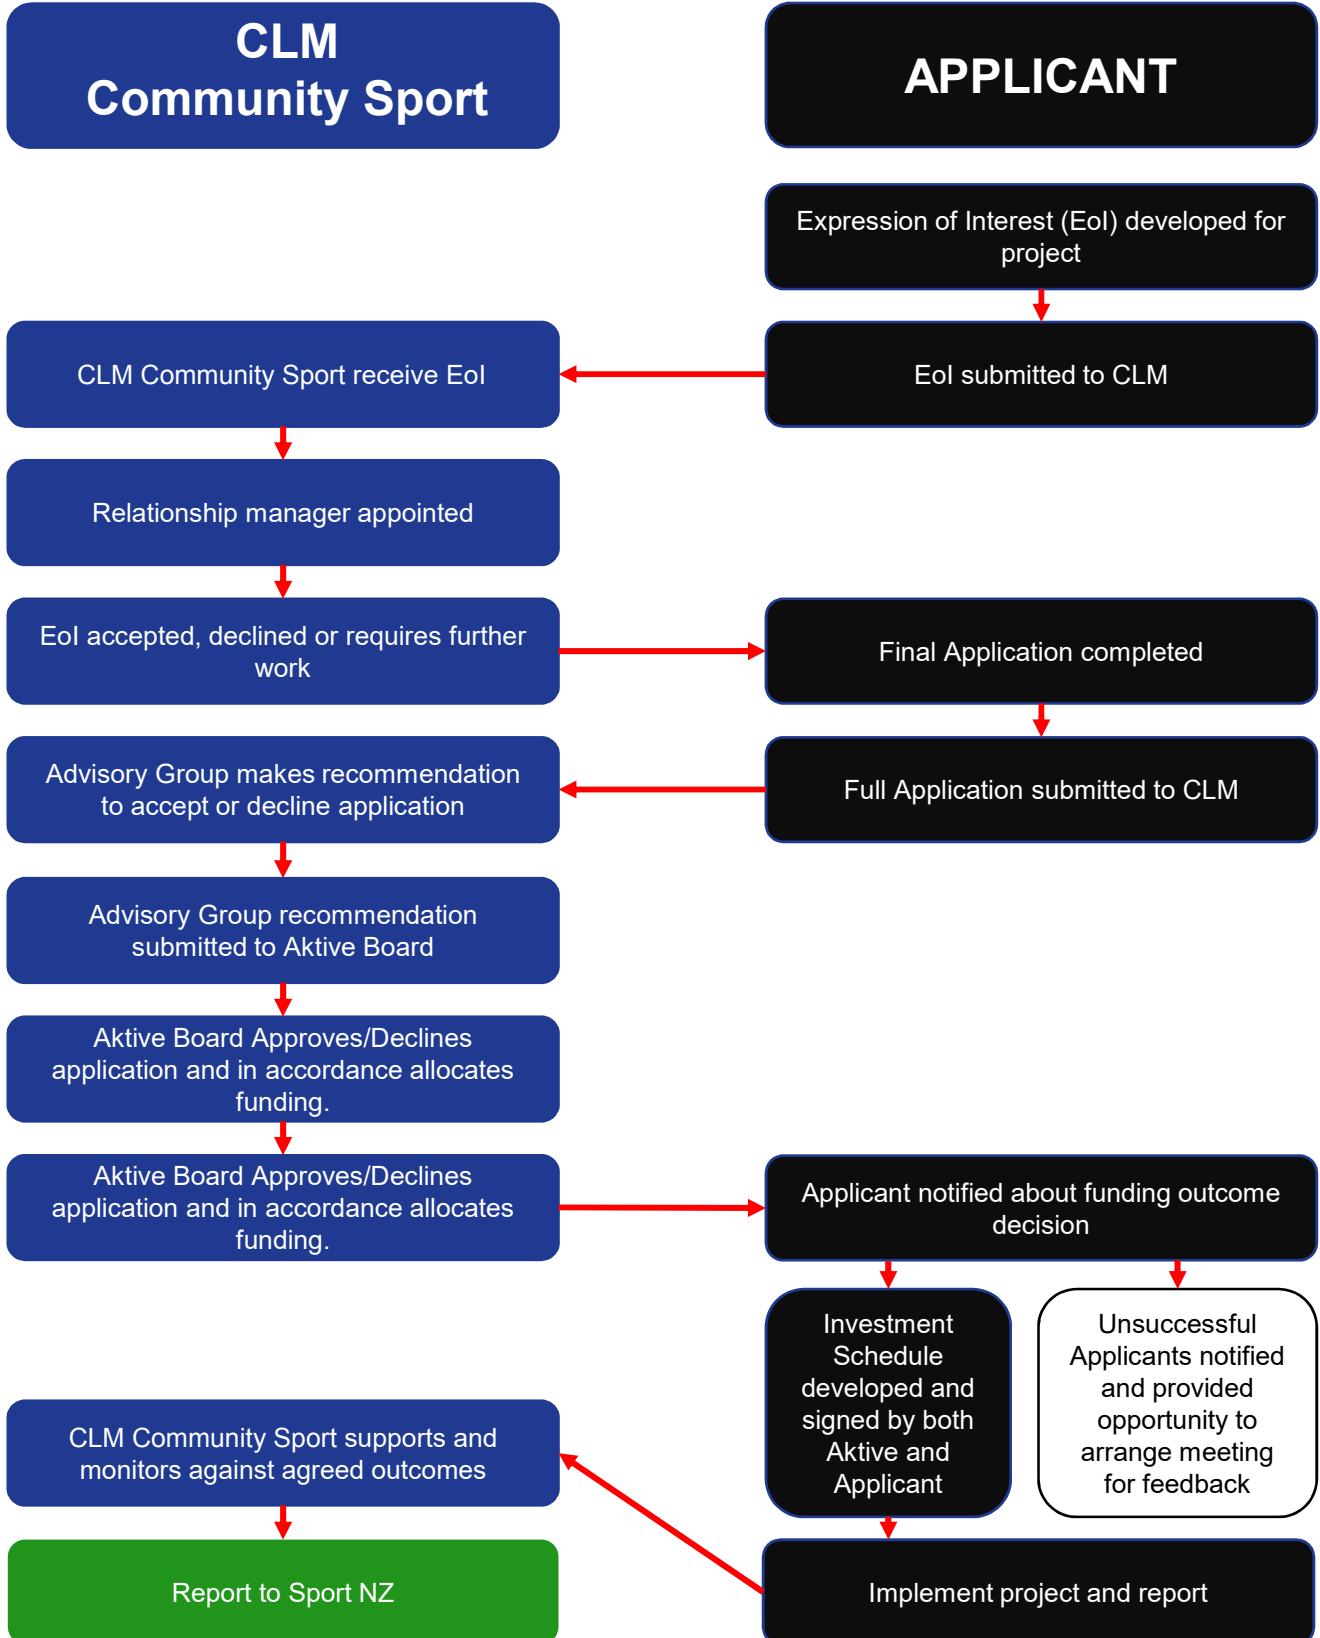 CLM
Community Sport
APPLICANT
Expression of Interest (EoI) developed for
project
CLM Community Sport receive EoI
EoI submitted to CLM
Relationship manager appointed
EoI accepted, declined or requires further
work
Final Application completed
Advisory Group makes recommendation
to accept or decline application
Full Application submitted to CLM
Advisory Group recommendation
submitted to Aktive Board
Aktive Board Approves/Declines
application and in accordance allocates
funding.
Aktive Board Approves/Declines
application and in accordance allocates
funding.
Applicant notified about funding outcome
decision
Investment
Schedule
developed and
signed by both
Aktive and
Applicant
Unsuccessful
Applicants notified
and provided
opportunity to
arrange meeting
for feedback
CLM Community Sport supports and
monitors against agreed outcomes
Report to Sport NZ
Implement project and report